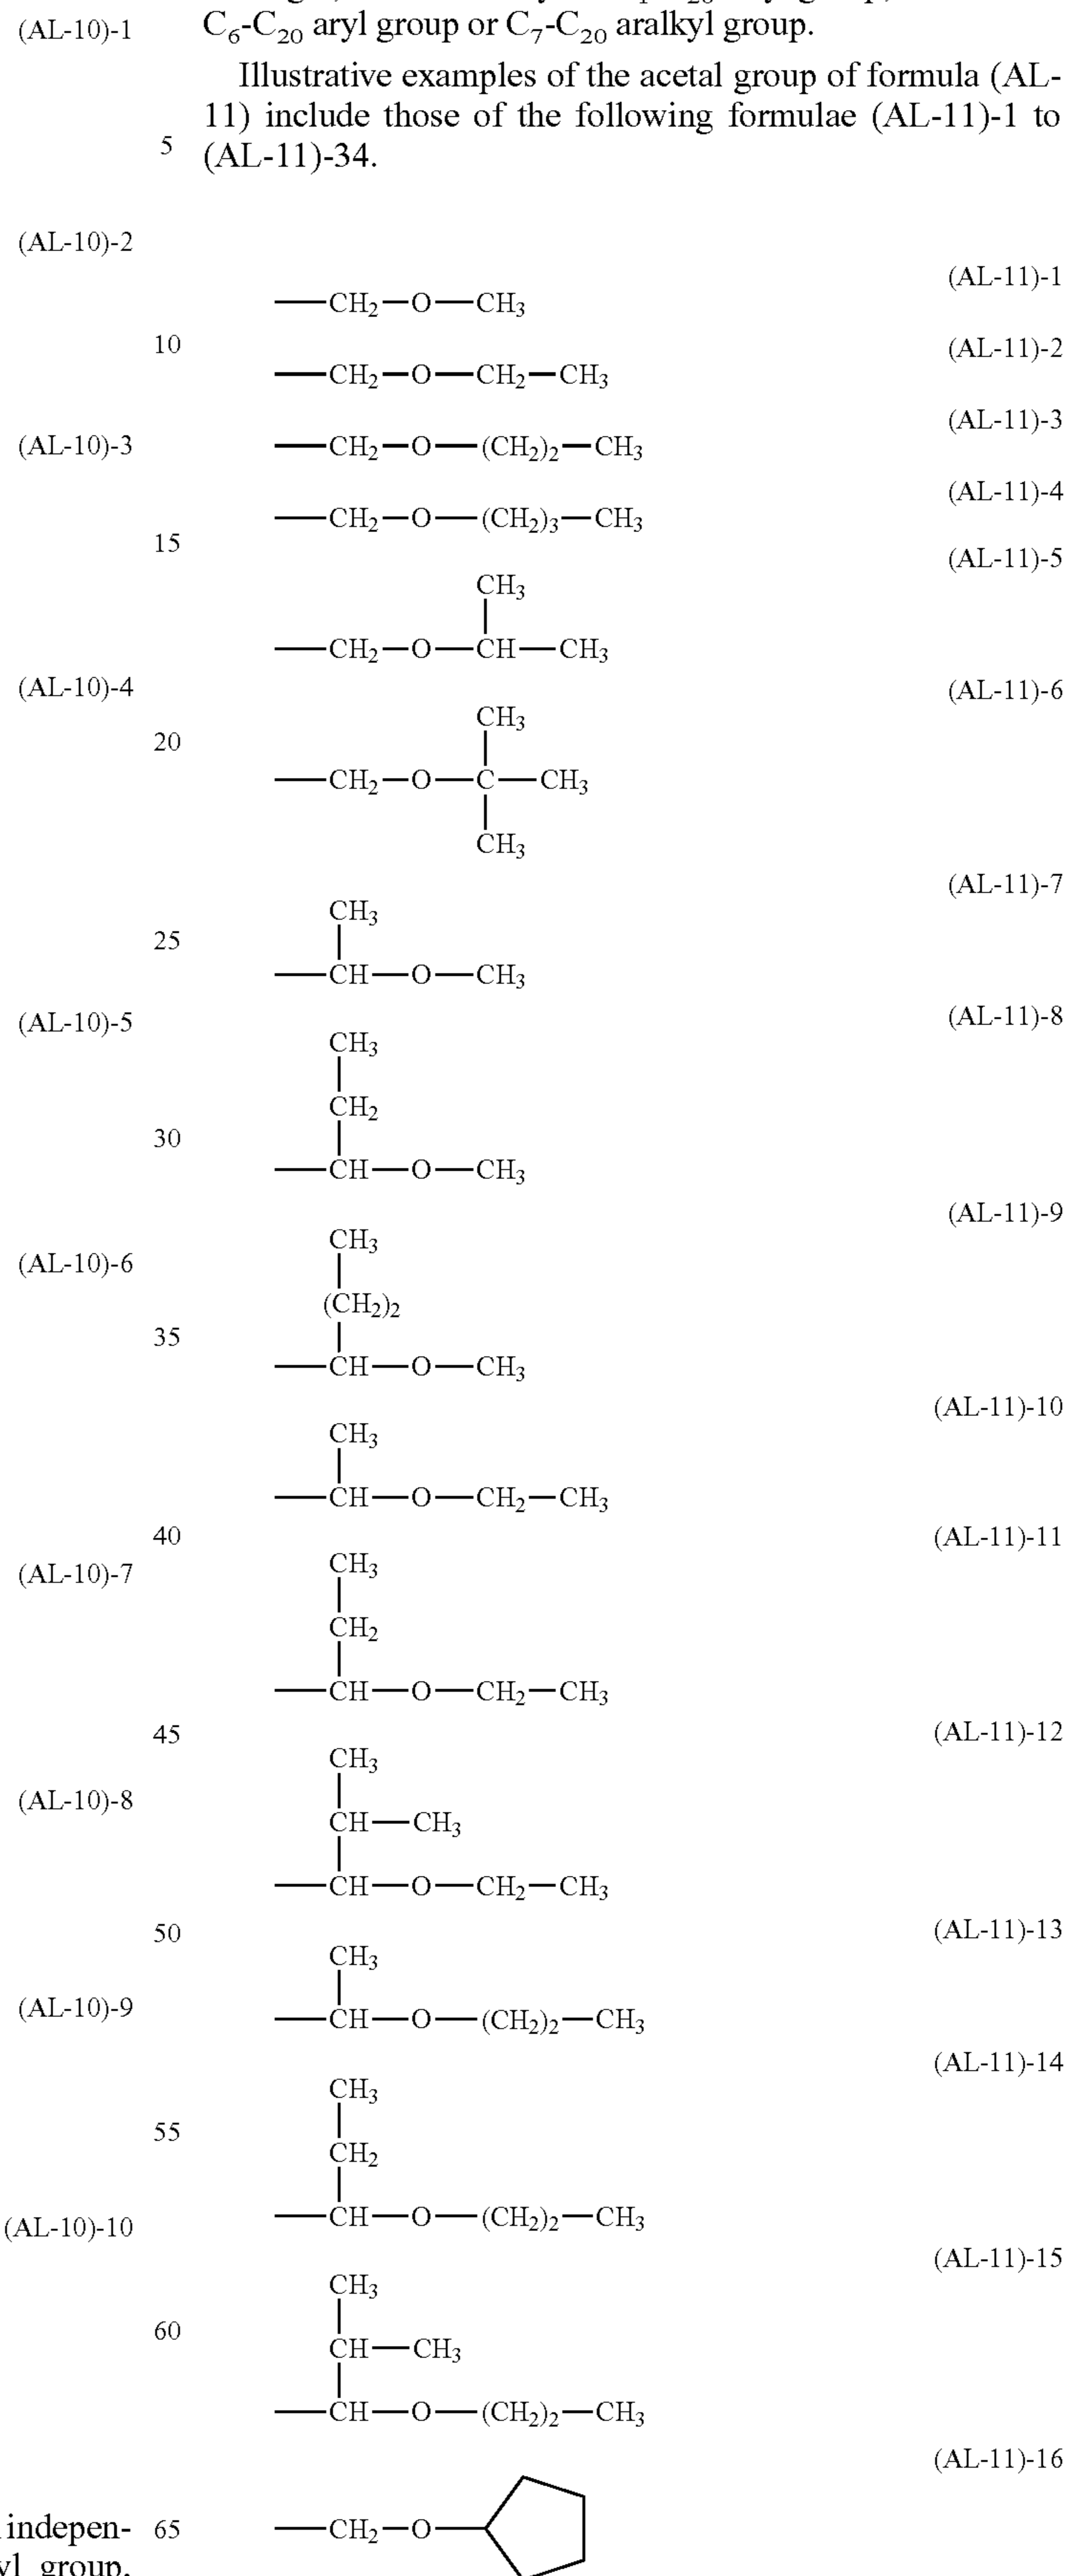 (AL-10)-1
C6-C20 aryl group or C7-C20 aralkyl group.
Illustrative examples of the acetal group of formula (AL-
11) include those of the following formulae (AL-11)-1 to
5 (AL-11)-34.
(AL-10)-2
(AL-11)-1
—CH2—O—CH3
10
(AL-11)-2
—CH2—O—CH2—CH3
(AL-11)-3
(AL-10)-3
—CH2—O—(CH2)2—CH3
(AL-11)-4
—CH2—O—(CH2)3—CH3
15
(AL-11)-5
CH3
—CH2—O—CH—CH3
(AL-10)-4
(AL-11)-6
CH3
20
—CH2—O—C—CH3
CH3
(AL-11)-7
CH3
25
—CH—O—CH3
(AL-10)-5
(AL-11)-8
CH3
CH2
30
—CH—O—CH3
(AL-11)-9
CH3
(AL-10)-6
(CH2)2
35
—CH—O—CH3
(AL-11)-10
CH3
—CH—O—CH2—CH3
40
(AL-11)-11
CH3
(AL-10)-7
CH2
—CH—O—CH2—CH3
45
(AL-11)-12
CH3
(AL-10)-8
CH—CH3
—CH—O—CH2—CH3
50
(AL-11)-13
CH3
(AL-10)-9
—CH—O—(CH2)2—CH3
(AL-11)-14
CH3
55
CH2
—CH—O—(CH2)2—CH3
(AL-10)-10
(AL-11)-15
CH3
60
CH—CH3
—CH—O—(CH2)2—CH3
(AL-11)-16
indepen- 65
—CH2—O—
group,